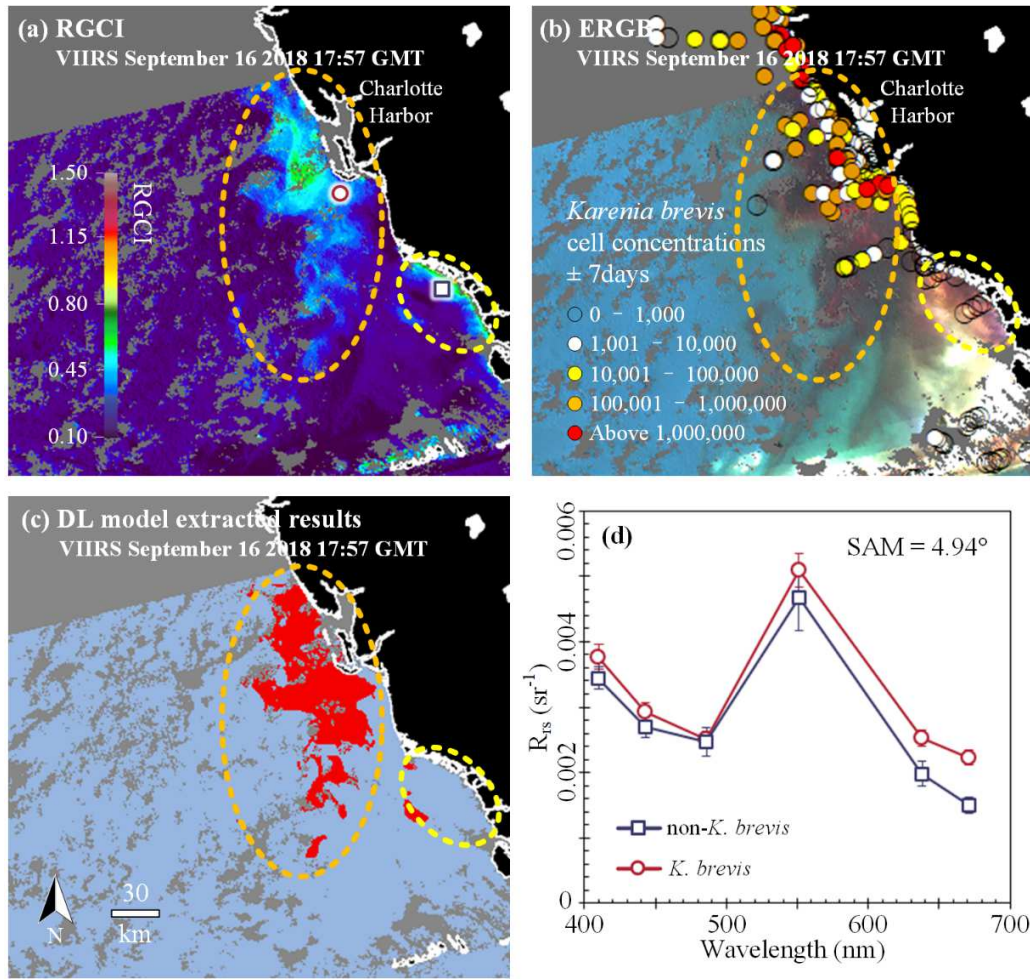 (a) RGCI
VIIRS September 16 2018 17:57 GMT
Charlotte
Harbor
1.50
1.15
0.80
0.45
0.10
RGCI
(b) ERGB
VIIRS September 16 2018 17:57 GMT
Charlotte
Harbor
Karenia brevis
cell concentrations
± 7days
0 - 1,000
1,001 - 10,000
10,001 - 100,000
100,001 - 1,000,000
Above 1,000,000
(c) DL model extracted results
VIIRS September 16 2018 17:57 GMT
30
km
N
(d)
SAM = 4.94°
0.006
0.004
0.002
0
Rrs (sr-1)
non-K. brevis
K. brevis
400
500
600
700
Wavelength (nm)